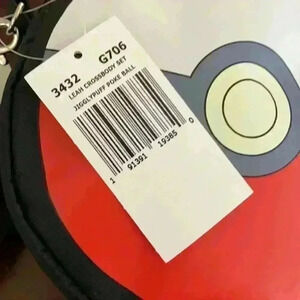 3432 G706
LEAH CROSSBODY SET
JIGGLYPUFF POKE BALL
1 91391 19385 0